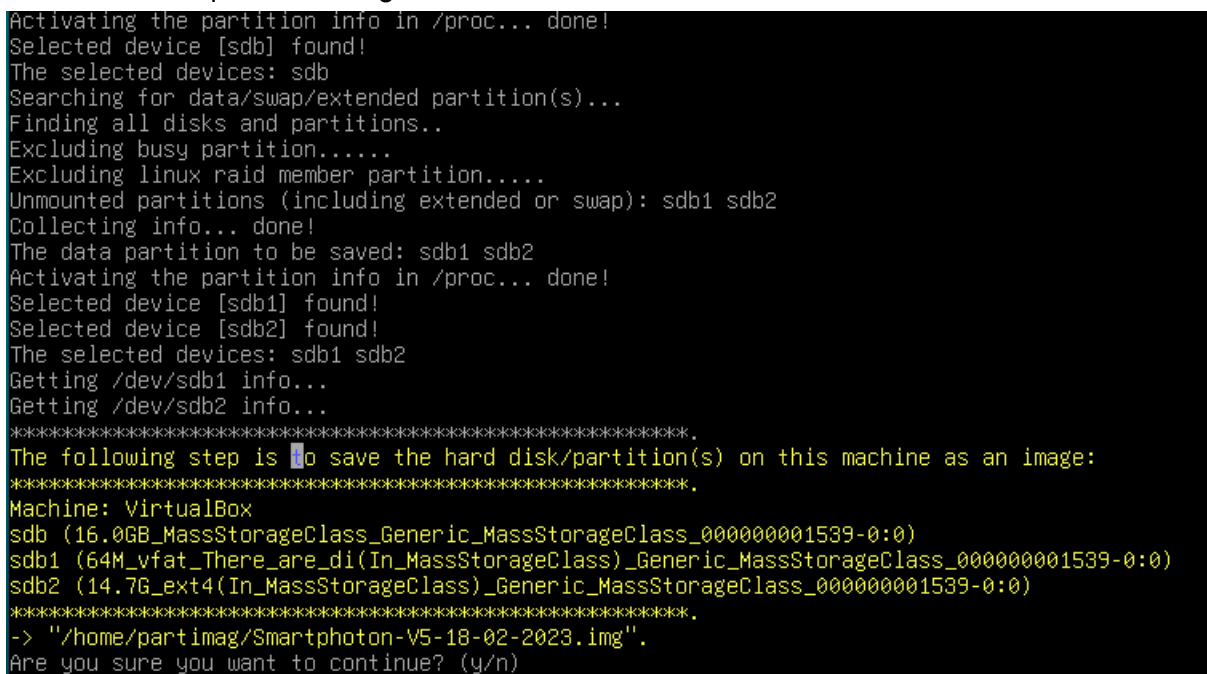 Activating the partition info in /proc... done!
Selected device [sdb] found!
The selected devices: sdb
Searching for data/swap/extended partition(s)...
Finding all disks and partitions..
Excluding busy partition......
Excluding linux raid member partition.....
Unmounted partitions (including extended or swap): sdb1 sdb2
Collecting info... done!
The data partition to be saved: sdb1 sdb2
Activating the partition info in /proc... done!
Selected device [sdb1] found!
Selected device [sdb2] found!
The selected devices: sdb1 sdb2
Getting /dev/sdb1 info...
Getting /dev/sdb2 info...
*****************************************************.
The following step is to save the hard disk/partition(s) on this machine as an image:
*****************************************************.
Machine: VirtualBox
sdb (16.0GB_MassStorageClass_Generic_MassStorageClass_000000001539-0:0)
sdb1 (64M_vfat_There_are_di(In_MassStorageClass)_Generic_MassStorageClass_000000001539-0:0)
sdb2 (14.7G_ext4(In_MassStorageClass)_Generic_MassStorageClass_000000001539-0:0)
*****************************************************.
-> "/home/partimag/Smartphoton-V5-18-02-2023.img".
Are you sure you want to continue? (y/n)